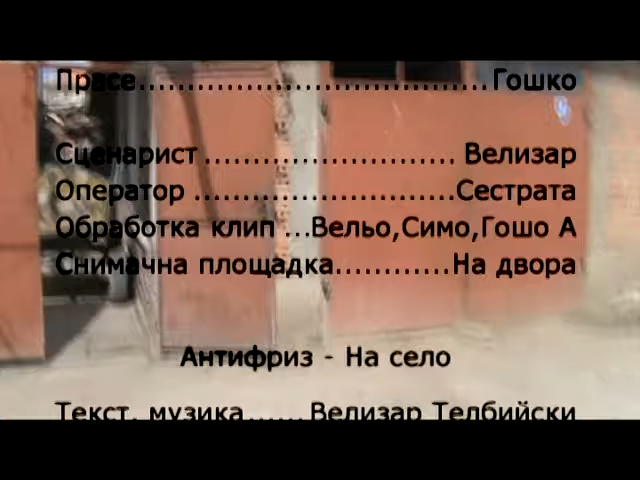 Прасе....................................Гошко
Сценарист.......................... Велизар
Оператор ...........................Сестрата
Обработка клип ...Вельо,Симо,Гошо А
Снимачна площадка............На двора
Антифриз - На село
Текст, музика...... Велизар Телбийски